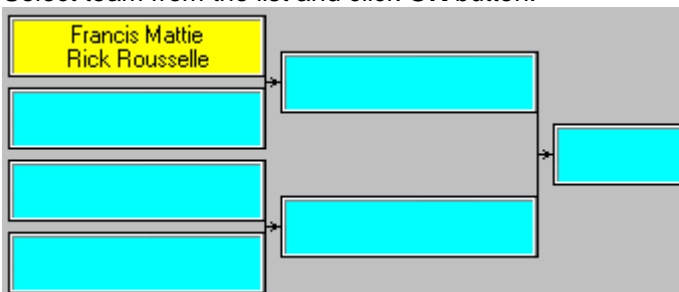 Select team from the list and click OK button.
Francis Mattie
Rick Rousselle